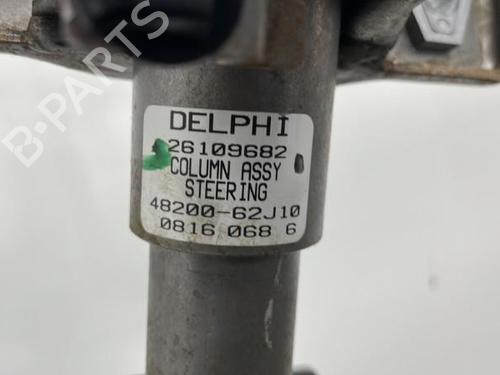 B-PARTS
DELPHI
26109682
COLUMN ASSY
STEERING
48200-62J10
0816 068 6